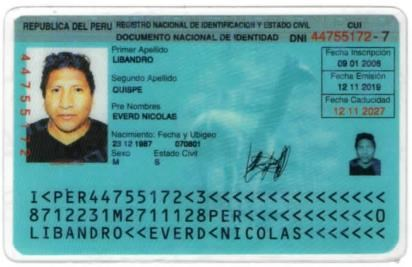 REPUBLICA DEL PERU REGISTRO NACIONAL DE IDENTIFICACION Y ESTADO CIVIL CUI
DOCUMENTO NACIONAL DE IDENTIDAD DNI 44755172 - 7
Primer Apellido
LIBANDRO
Segundo Apellido
QUISPE
Pre Nombres
EVERD NICOLAS
Nacimiento: Fecha y Ubigeo
23 12 1987 070801
Sexo Estado Civil
M S
Fecha Inscripción
09 01 2006
Fecha Emisión
12 11 2019
Fecha Caducidad
12 11 2027
44755172
I<PER44755172<3<<<<<<<<<<<<<<<
8712231M2711128PER<<<<<<<<<<<0
LIBANDRO<<EVERD<NICOLAS<<<<<<<